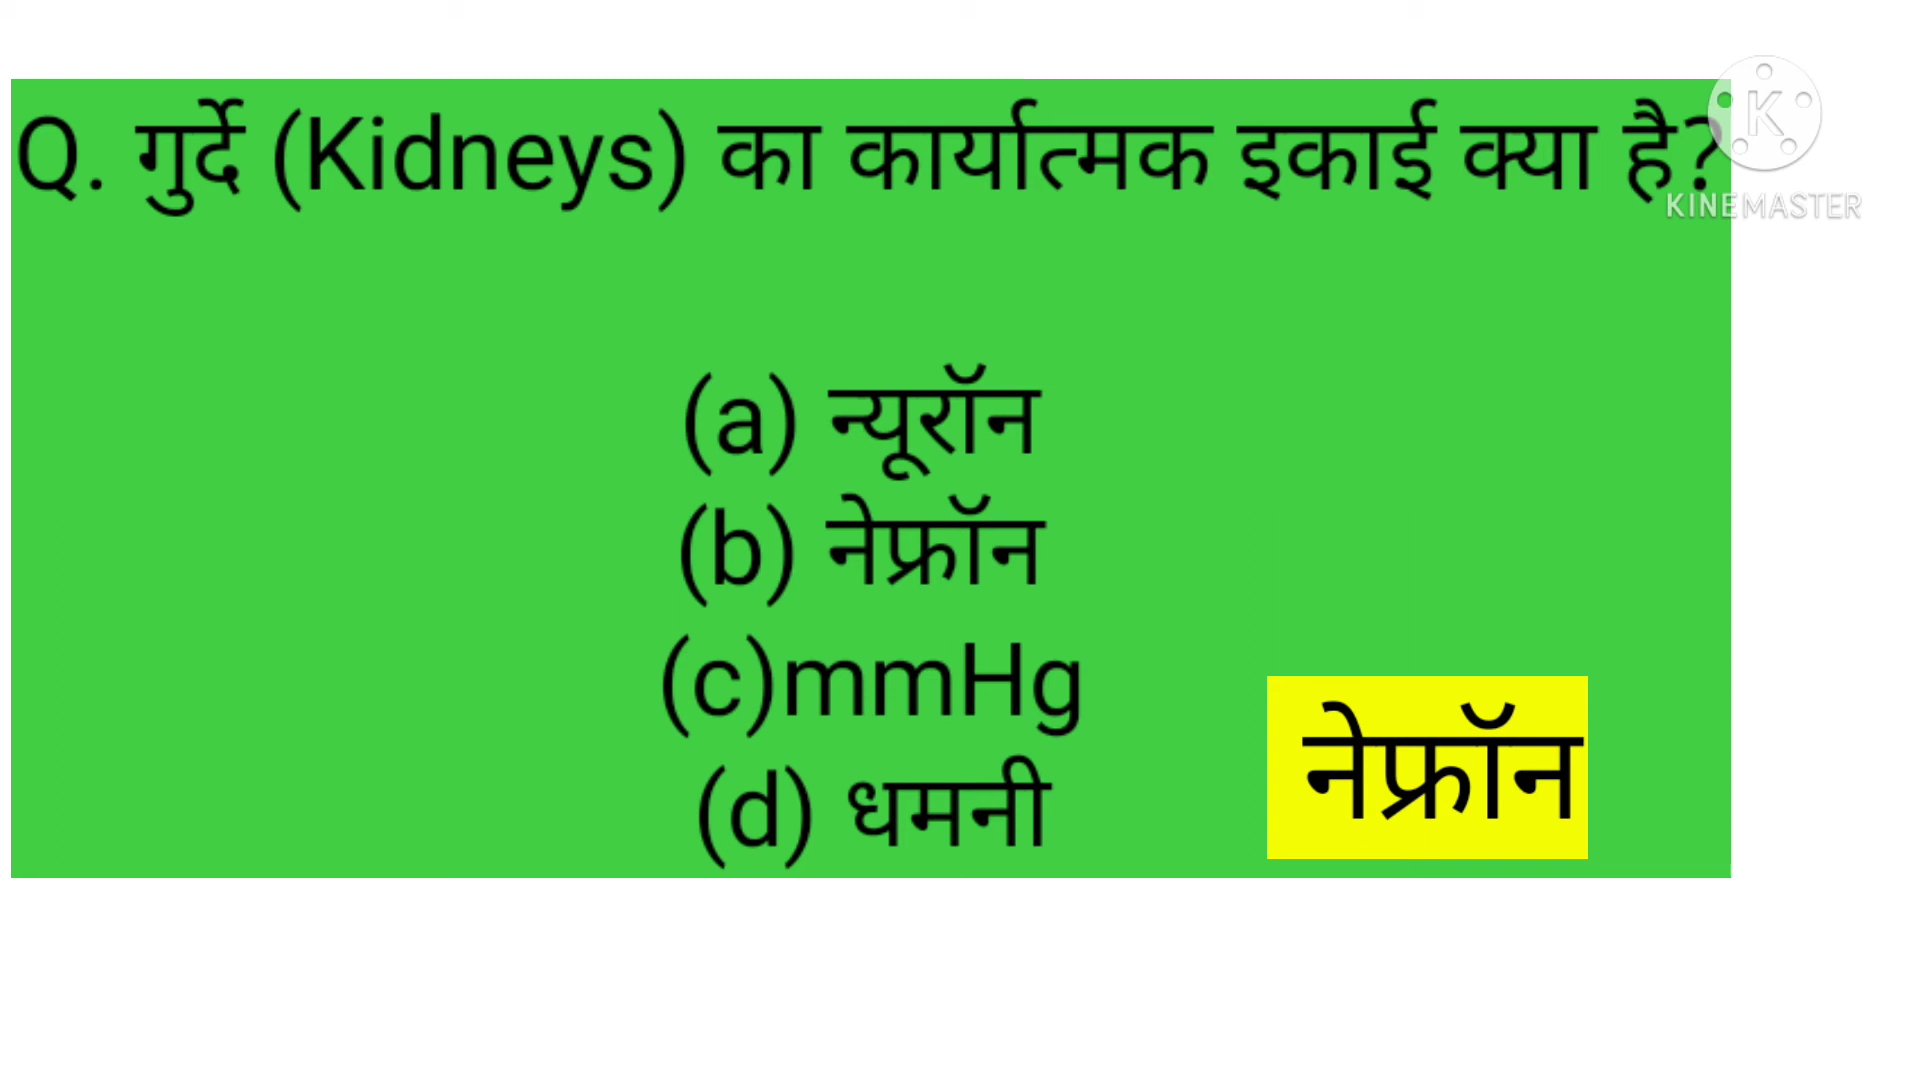 Q. गुर्दे (Kidneys) का कार्यात्मक इकाई क्या है?
K
KINEMASTER
(a) न्यूरॉन
(b) नेफ्रॉन
(c)mmHg
(d) धमनी
नेफ्रॉन